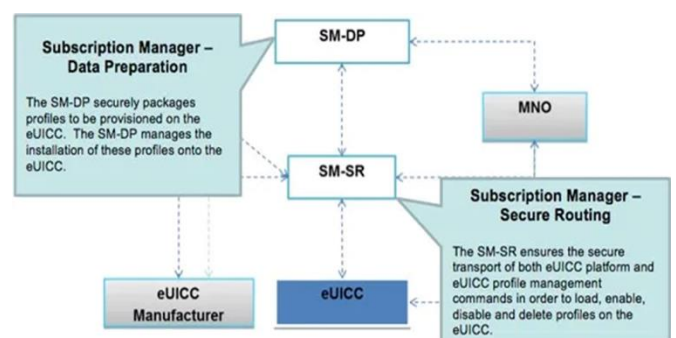 Subscription Manager –
Data Preparation
The SM-DP securely packages
profiles to be provisioned on the
eUICC. The SM-DP manages the
installation of these profiles onto the
eUICC.
SM-DP
MNO
SM-SR
Subscription Manager –
Secure Routing
The SM-SR ensures the secure
transport of both eUICC platform and
eUICC profile management
commands in order to load, enable,
disable and delete profiles on the
eUICC.
eUICC
Manufacturer
eUICC